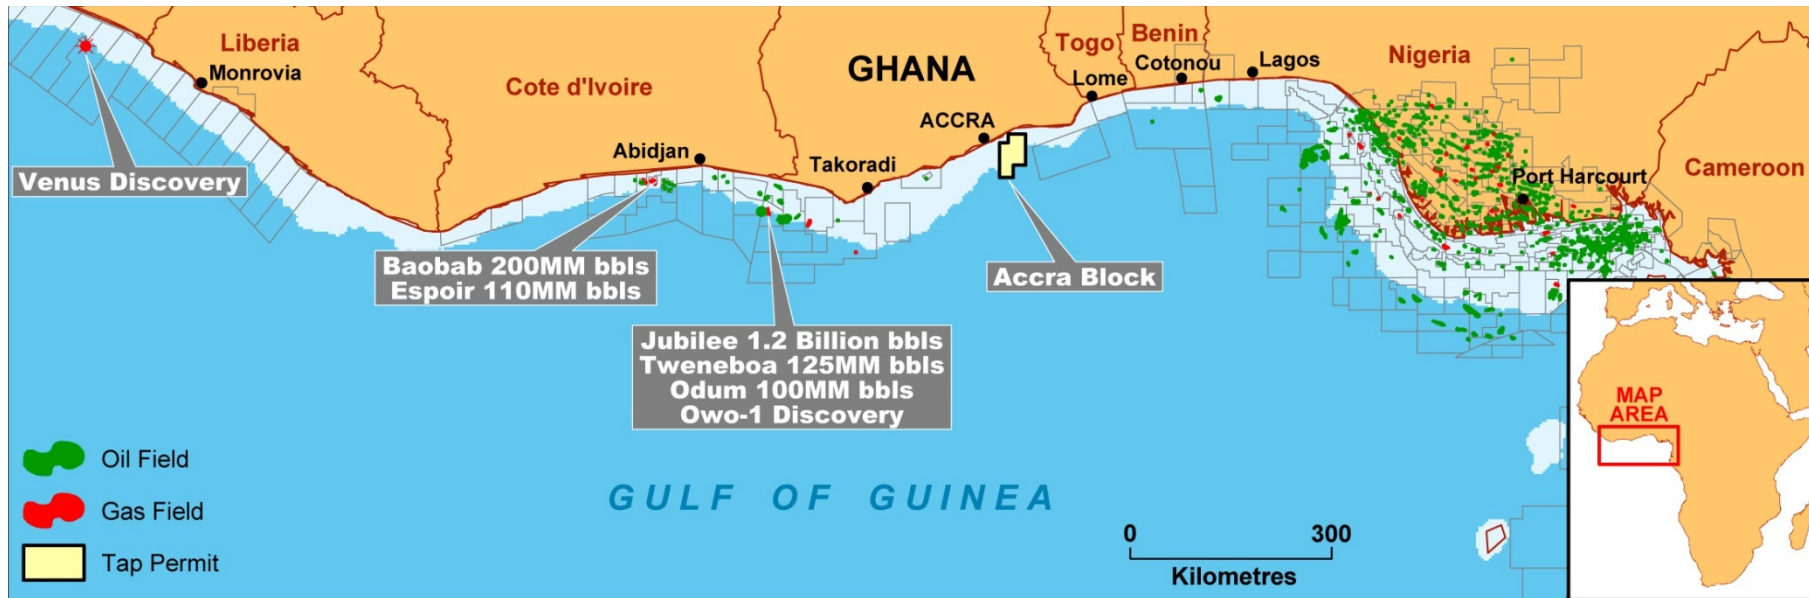 Liberia
Monrovia
Cote d'Ivoire
GHANA
Togo
Benin
Lome
Cotonou
Lagos
Nigeria
ACCRA
Abidjan
Takoradi
Port Harcourt
Cameroon
Venus Discovery
Baobab 200MM bbls
Espoir 110MM bbls
Accra Block
Jubilee 1.2 Billion bbls
Tweneboa 125MM bbls
Odum 100MM bbls
Owo-1 Discovery
MAP
AREA
Oil Field
Gas Field
Tap Permit
GULF OF GUINEA
0 300
Kilometres